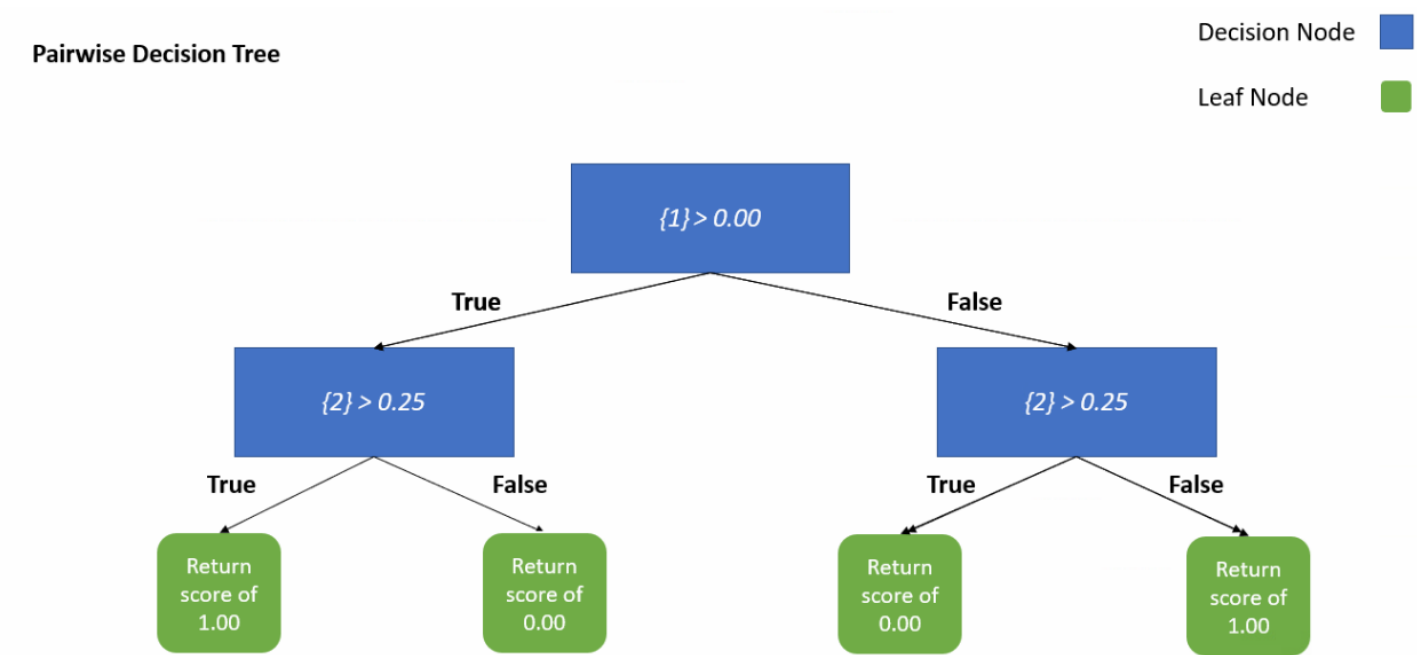 Decision Node
Pairwise Decision Tree
Leaf Node
{1} > 0.00
True
False
{2} > 0.25
{2} > 0.25
True
False
True
False
Return
score of
1.00
Return
score of
0.00
Return
score of
0.00
Return
score of
1.00